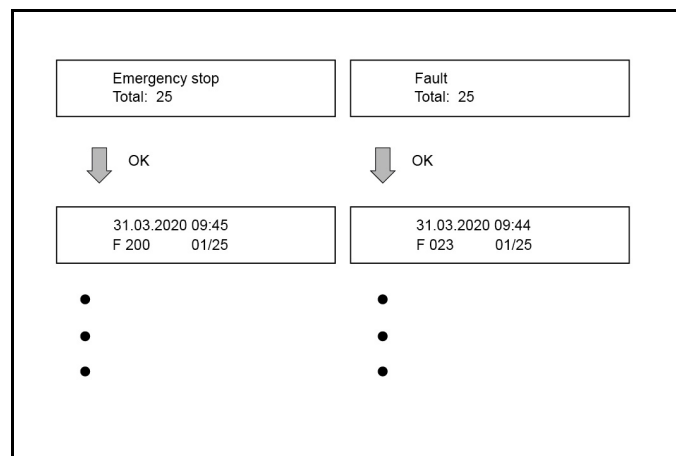 Emergency stop
Total: 25
Fault
Total: 25
OK
OK
31.03.2020 09:45
F 200 01/25
31.03.2020 09:44
F 023 01/25